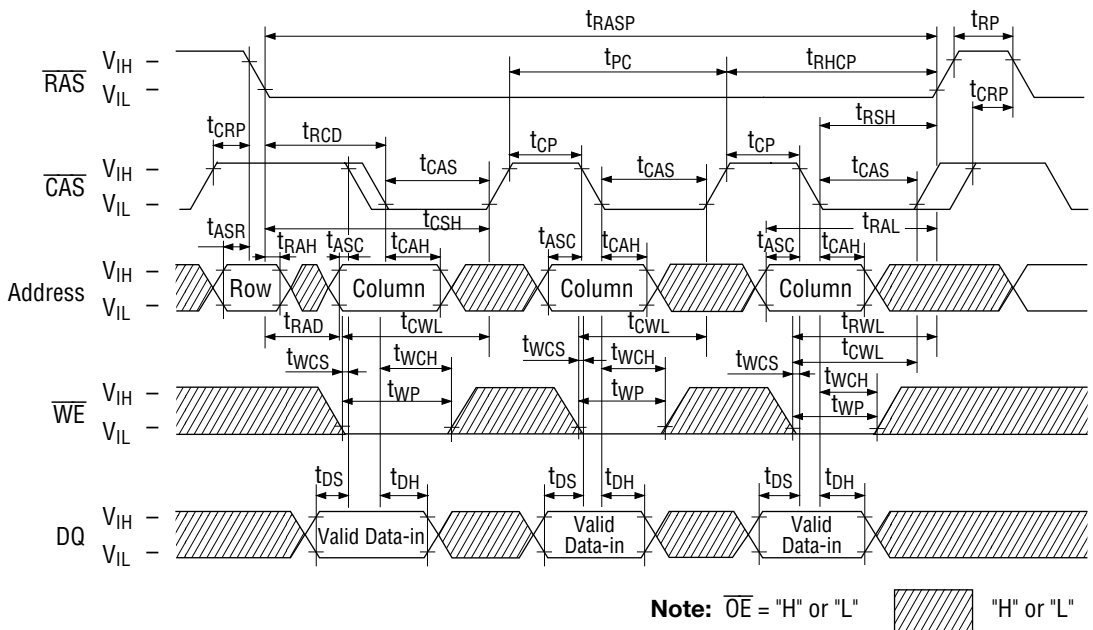 tRASP
tRP
VIH
RAS
VIL
tPC
tRHCP
tCRP
tRSH
tCRP
tRCD
tCP
tCP
VIH
CAS
VIL
tCAS
tCAS
tCAS
tCSH
tRAL
tASR
tRAH
tASC
tCAH
tASC
tCAH
tASC
tCAH
VIH
Address
VIL
Row
Column
Column
Column
tRAD
tCWL
tCWL
tRWL
tCWL
tWCS
tWCH
tWCS
tWCH
tWCS
tWCH
VIH
WE
VIL
tWP
tWP
tWP
tDS
tDH
tDS
tDH
tDS
tDH
VIH
DQ
VIL
Valid Data-in
Valid
Data-in
Valid
Data-in
Note: OE = "H" or "L"
"H" or "L"